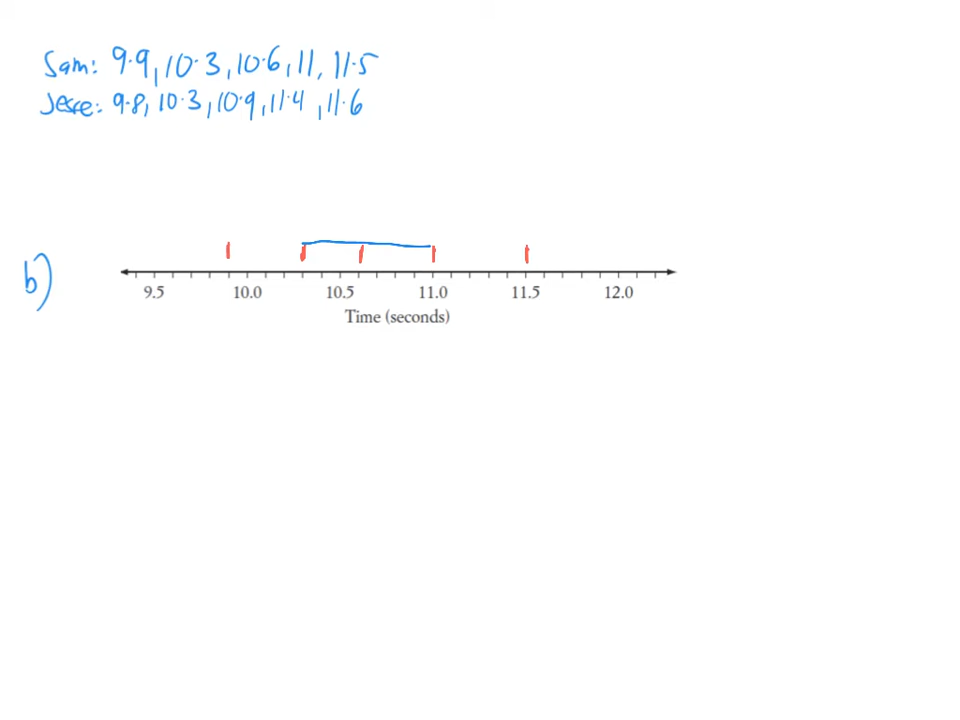 Sam: 9.9, 10.3, 10.6, 11, 11.5
Jesse: 9.8, 10.3, 10.9, 11.4, 11.6
b)
9.5 10.0 10.5 11.0 11.5 12.0
Time (seconds)